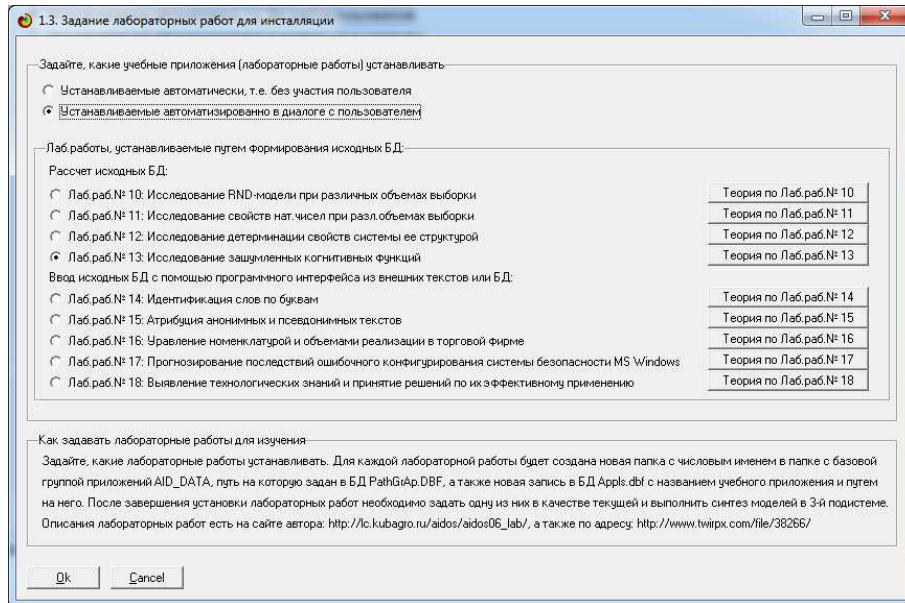 1.3. Задание лабораторных работ для инсталляции
Задайте, какие учебные приложения (лабораторные работы) устанавливать
Устанавливаемые автоматически, т.е. без участия пользователя
Устанавливаемые автоматизированно в диалоге с пользователем
Лаб.работы, устанавливаемые путем формирования исходных БД:
Рассчет исходных БД:
Лаб.раб.№ 10: Исследование RND-модели при различных объемах выборки
Теория по Лаб.раб.№ 10
Лаб.раб.№ 11: Исследование свойств нат.чисел при разл.объемах выборки
Теория по Лаб.раб.№ 11
Лаб.раб.№ 12: Исследование детерминации свойств системы ее структурой
Теория по Лаб.раб.№ 12
Лаб.раб.№ 13: Исследование зашумленных когнитивных функций
Теория по Лаб.раб.№ 13
Ввод исходных БД с помощью программного интерфейса из внешних текстов или БД:
Лаб.раб.№ 14: Идентификация слов по буквам
Теория по Лаб.раб.№ 14
Лаб.раб.№ 15: Атрибуция анонимных и псевдонимных текстов
Теория по Лаб.раб.№ 15
Лаб.раб.№ 16: Уравление номенклатурой и объемами реализации в торговой фирме
Теория по Лаб.раб.№ 16
Лаб.раб.№ 17: Прогнозирование последствий ошибочного конфигурирования системы безопасности MS Windows
Теория по Лаб.раб.№ 17
Лаб.раб.№ 18: Выявление технологических знаний и принятие решений по их эффективному применению
Теория по Лаб.раб.№ 18
Как задавать лабораторные работы для изучения
Задайте, какие лабораторные работы устанавливать. Для каждой лабораторной работы будет создана новая папка с числовым именем в папке с базовой
группой приложений AID_DATA, путь на которую задан в БД PathGrAp.DBF, а также новая запись в БД Appls.dbf с названием учебного приложения и путем
на него. После завершения установки лабораторных работ необходимо задать одну из них в качестве текущей и выполнить синтез моделей в 3-й подистеме.
Описания лабораторных работ есть на сайте автора: http://lc.kubagro.ru/aidos/aidos06_lab/, а также по адресу: http://www.twirpx.com/file/38266/
Ok
Cancel